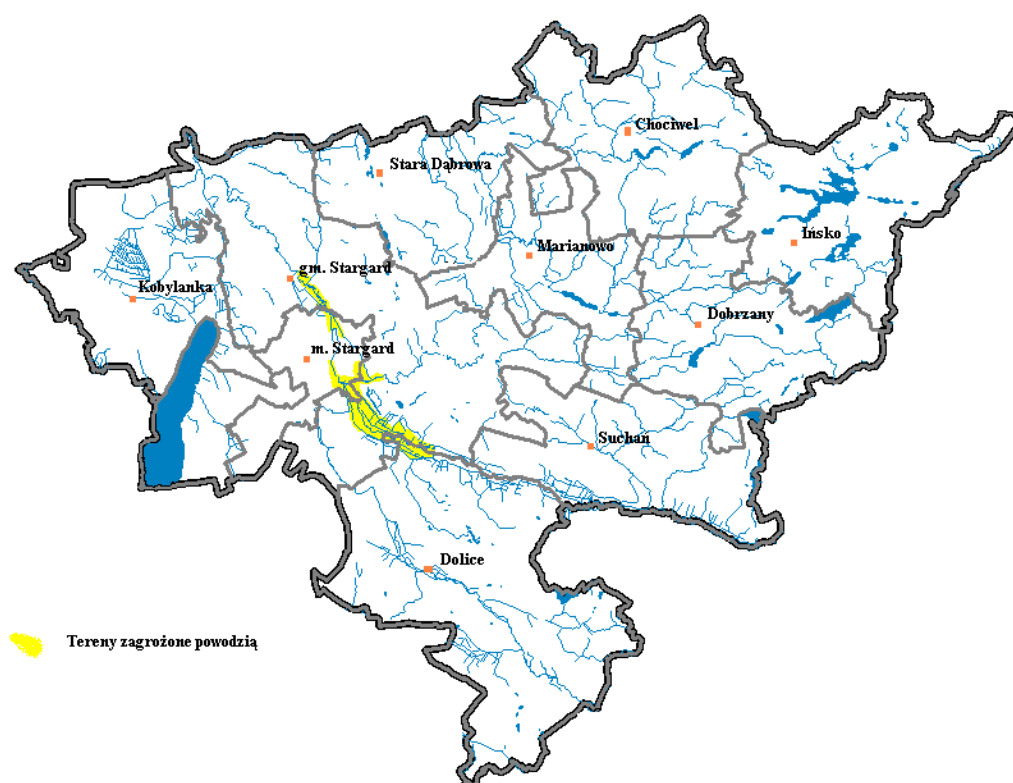 Chociwel
Stara Dąbrowa
Ińsko
Marianowo
gm. Stargard
Kobylanka
Dobrzany
m. Stargard
Suchań
Dolice
Tereny zagrożone powodzią